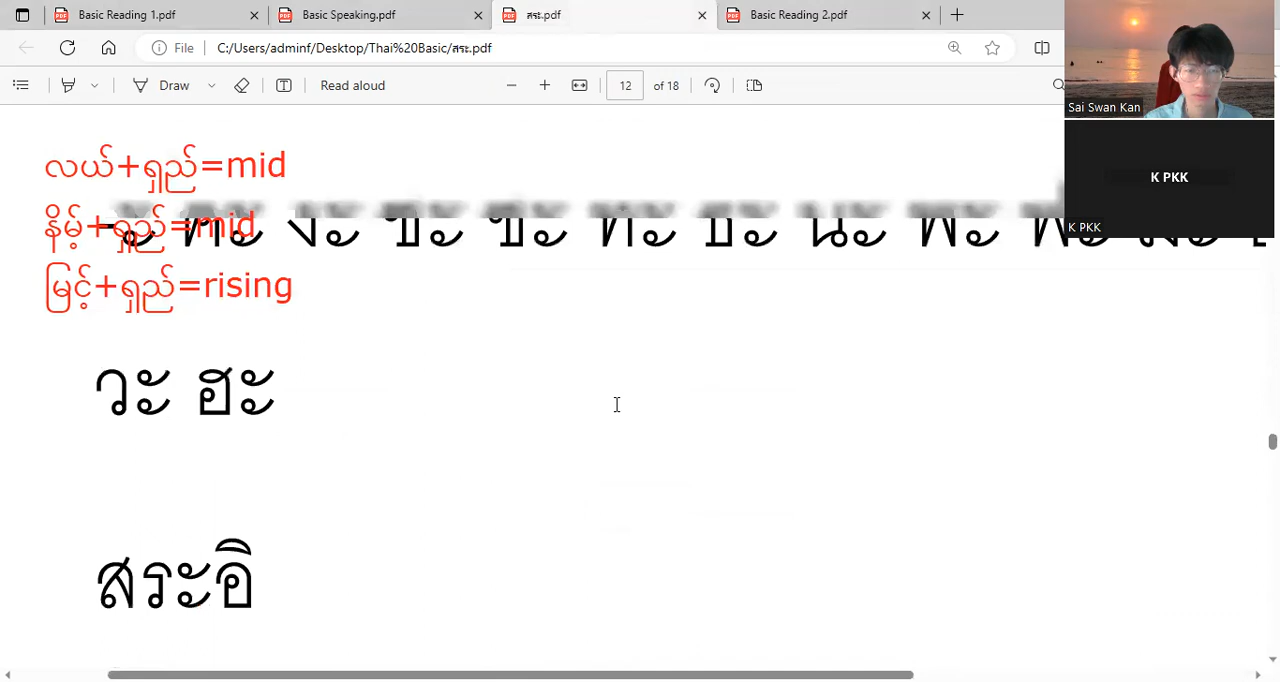 Basic Reading 1.pdf
Basic Speaking.pdf
สระ.pdf
Basic Reading 2.pdf
File
C:/Users/adminf/Desktop/Thai%20Basic/สระ.pdf
Draw
Read aloud
12 of 18
Sai Swan Kan
K PKK
K PKK
လယ်+ရှည်=mid
နိမ့်+ရှည်=mid
မြင့်+ရှည်=rising
วะ ฮะ
สระอิ